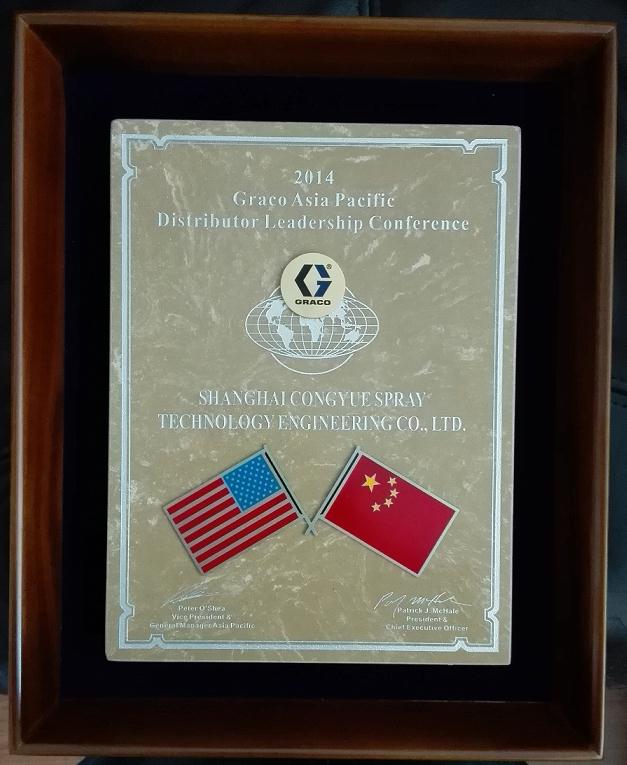 2014
Graco Asia Pacific
Distributor Leadership Conference
G®
GRACO
SHANGHAI CONGYUE SPRAY
TECHNOLOGY ENGINEERING CO., LTD.
Peter O'Shea
Vice President &
General Manager Asia Pacific
Patrick J. McHale
President &
Chief Executive Officer